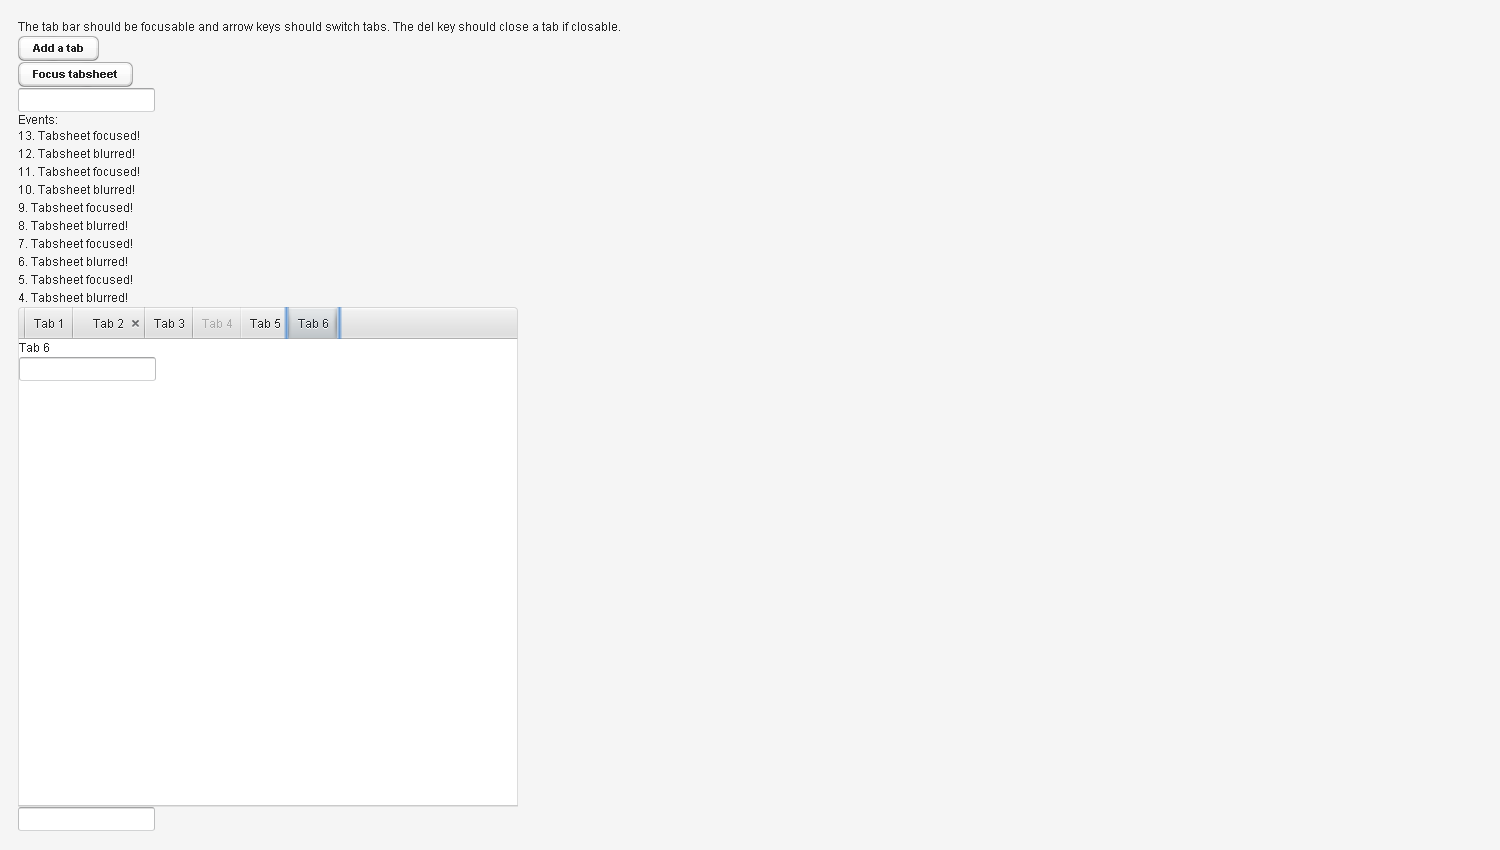 The tab bar should be focusable and arrow keys should switch tabs. The del key should close a tab if closable.
Add a tab
Focus tabsheet
Events:
13. Tabsheet focused!
12. Tabsheet blurred!
11. Tabsheet focused!
10. Tabsheet blurred!
9. Tabsheet focused!
8. Tabsheet blurred!
7. Tabsheet focused!
6. Tabsheet blurred!
5. Tabsheet focused!
4. Tabsheet blurred!
Tab 1 Tab 2 × Tab 3 Tab 4 Tab 5 Tab 6
Tab 6